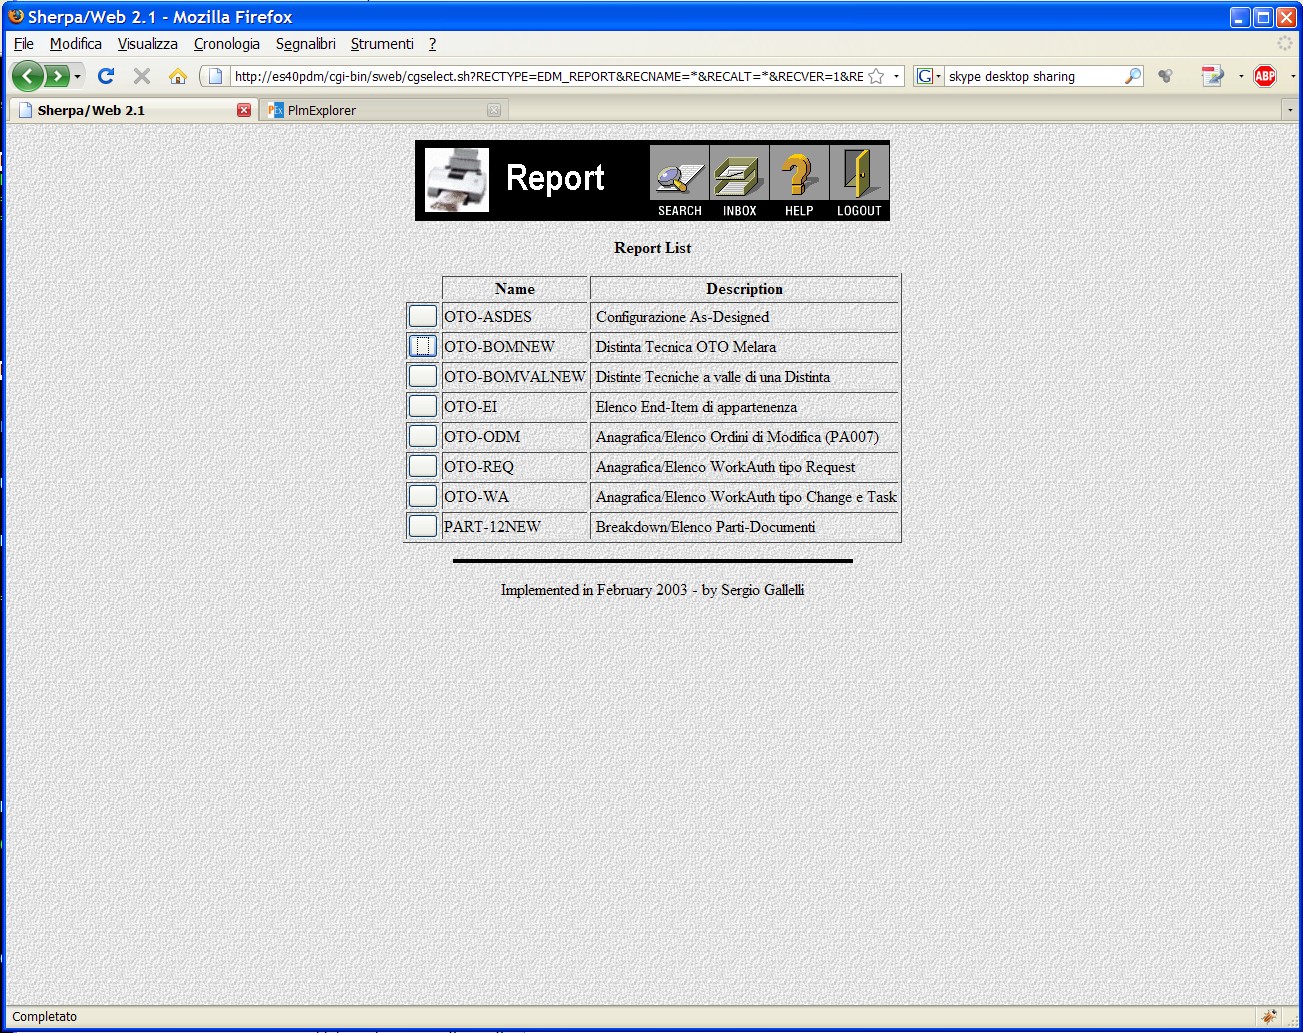 Sherpa/Web 2.1 - Mozilla Firefox
File Modifica Visualizza Cronologia Segnalibri Strumenti ?
http://es40pdm/cgi-bin/sweb/cgselect.sh?RECTYPE=EDM_REPORT&RECNAME=*&RECALT=*&RECVER=1&RE G skype desktop sharing ABP
Sherpa/Web 2.1 PEX PlmExplorer
Report
SEARCH INBOX HELP LOGOUT
Report List
Name Description
OTO-ASDES Configurazione As-Designed
OTO-BOMNEW Distinta Tecnica OTO Melara
OTO-BOMVALNEW Distinte Tecniche a valle di una Distinta
OTO-EI Elenco End-Item di appartenenza
OTO-ODM Anagrafica/Elenco Ordini di Modifica (PA007)
OTO-REQ Anagrafica/Elenco WorkAuth tipo Request
OTO-WA Anagrafica/Elenco WorkAuth tipo Change e Task
PART-12NEW Breakdown/Elenco Parti-Documenti
Implemented in February 2003 - by Sergio Gallelli
Completato